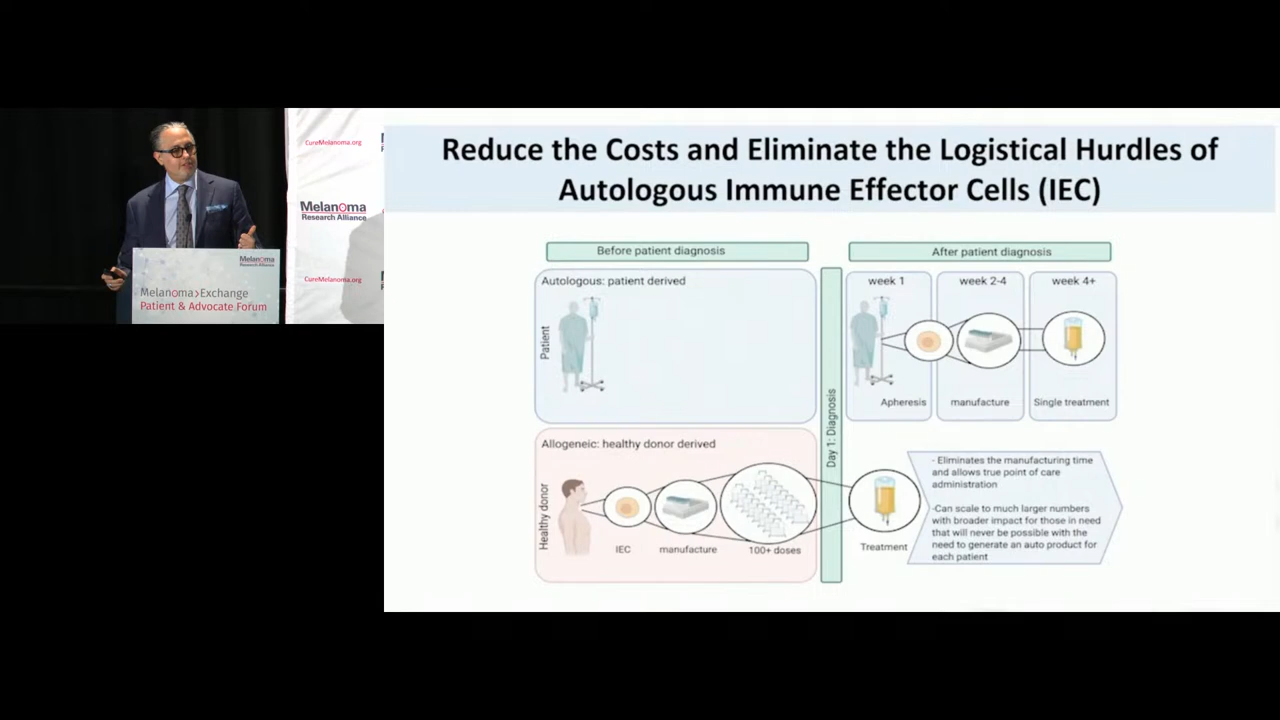 CureMelanoma.org
Melanoma
Research Alliance
CureMelanoma.org
Melanoma
Research Alliance
Melanoma>Exchange
Patient & Advocate Forum
Reduce the Costs and Eliminate the Logistical Hurdles of
Autologous Immune Effector Cells (IEC)
Before patient diagnosis
After patient diagnosis
Autologous: patient derived
Patient
week 1
week 2-4
week 4+
Apheresis
manufacture
Single treatment
Day 1: Diagnosis
Allogeneic: healthy donor derived
Healthy donor
IEC
manufacture
100+ doses
Treatment
- Eliminates the manufacturing time
and allows true point of care
administration
-Can scale to much larger numbers
with broader impact for those in need
that will never be possible with the
need to generate an auto product for
each patient